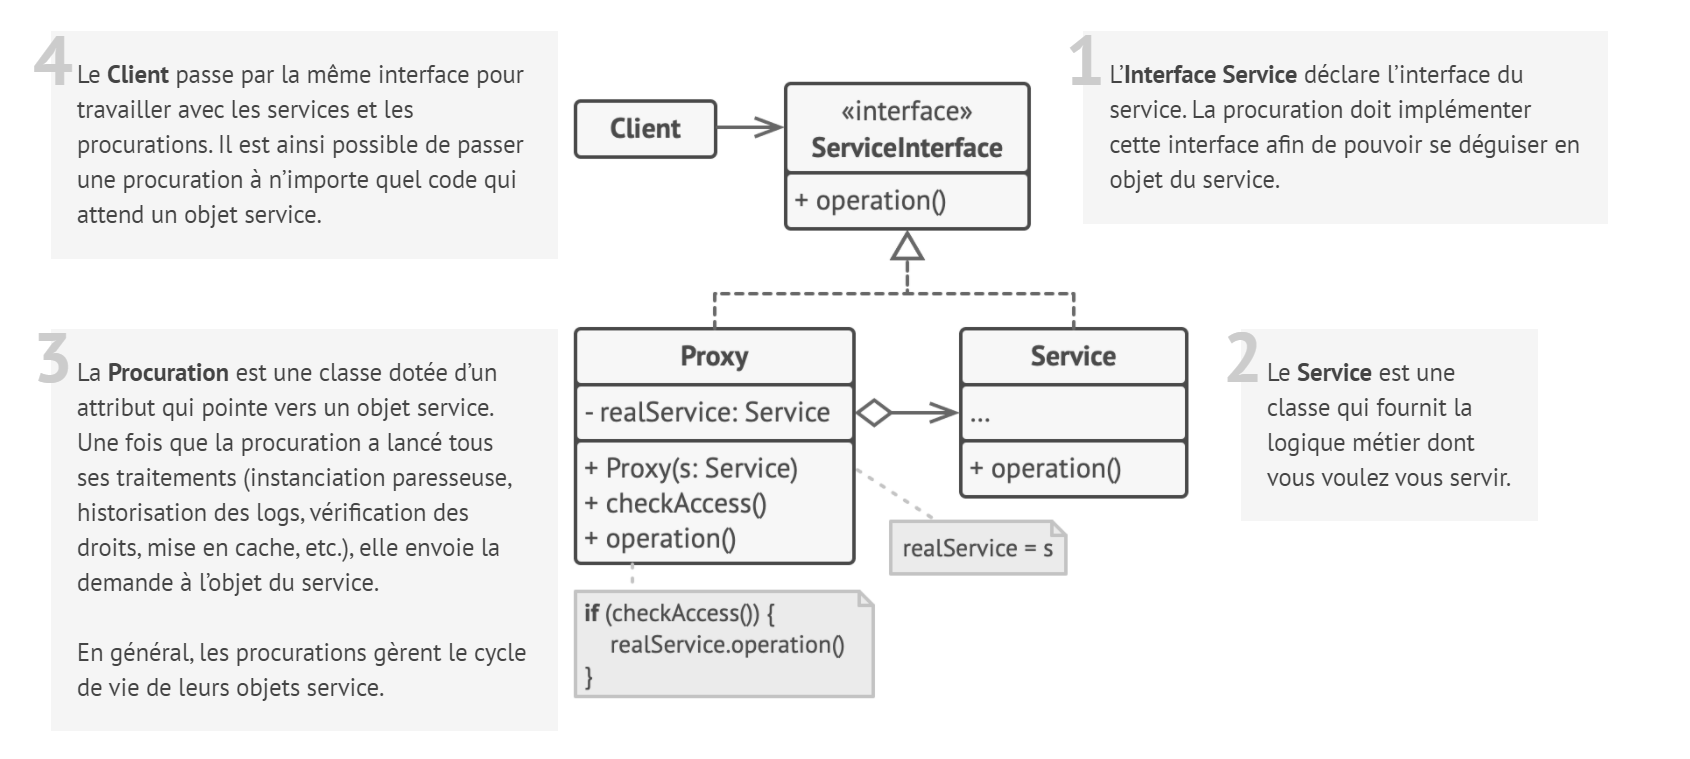 4
Le Client passe par la même interface pour
travailler avec les services et les
procurations. Il est ainsi possible de passer
une procuration à n’importe quel code qui
attend un objet service.
Client
«interface»
ServiceInterface
+ operation()
1
L’Interface Service déclare l’interface du
service. La procuration doit implémenter
cette interface afin de pouvoir se déguiser en
objet du service.
3
La Procuration est une classe dotée d’un
attribut qui pointe vers un objet service.
Une fois que la procuration a lancé tous
ses traitements (instanciation paresseuse,
historisation des logs, vérification des
droits, mise en cache, etc.), elle envoie la
demande à l’objet du service.
En général, les procurations gèrent le cycle
de vie de leurs objets service.
Proxy
- realService: Service
+ Proxy(s: Service)
+ checkAccess()
+ operation()
if (checkAccess()) {
realService.operation()
}
Service
...
+ operation()
realService = s
2
Le Service est une
classe qui fournit la
logique métier dont
vous voulez vous servir.